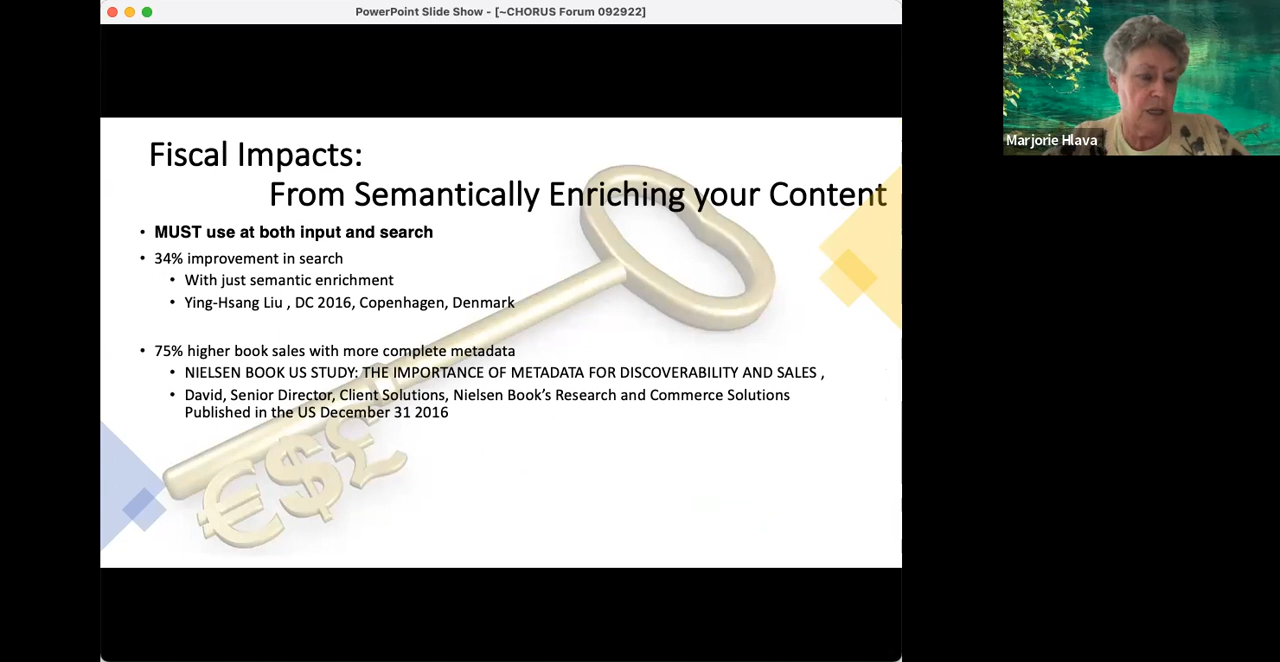 PowerPoint Slide Show - [~CHORUS Forum 092922]
Marjorie Hlava
Fiscal Impacts:
From Semantically Enriching your Content
• MUST use at both input and search
• 34% improvement in search
• With just semantic enrichment
• Ying-Hsang Liu , DC 2016, Copenhagen, Denmark
• 75% higher book sales with more complete metadata
• NIELSEN BOOK US STUDY: THE IMPORTANCE OF METADATA FOR DISCOVERABILITY AND SALES ,
• David, Senior Director, Client Solutions, Nielsen Book’s Research and Commerce Solutions
Published in the US December 31 2016
€$£